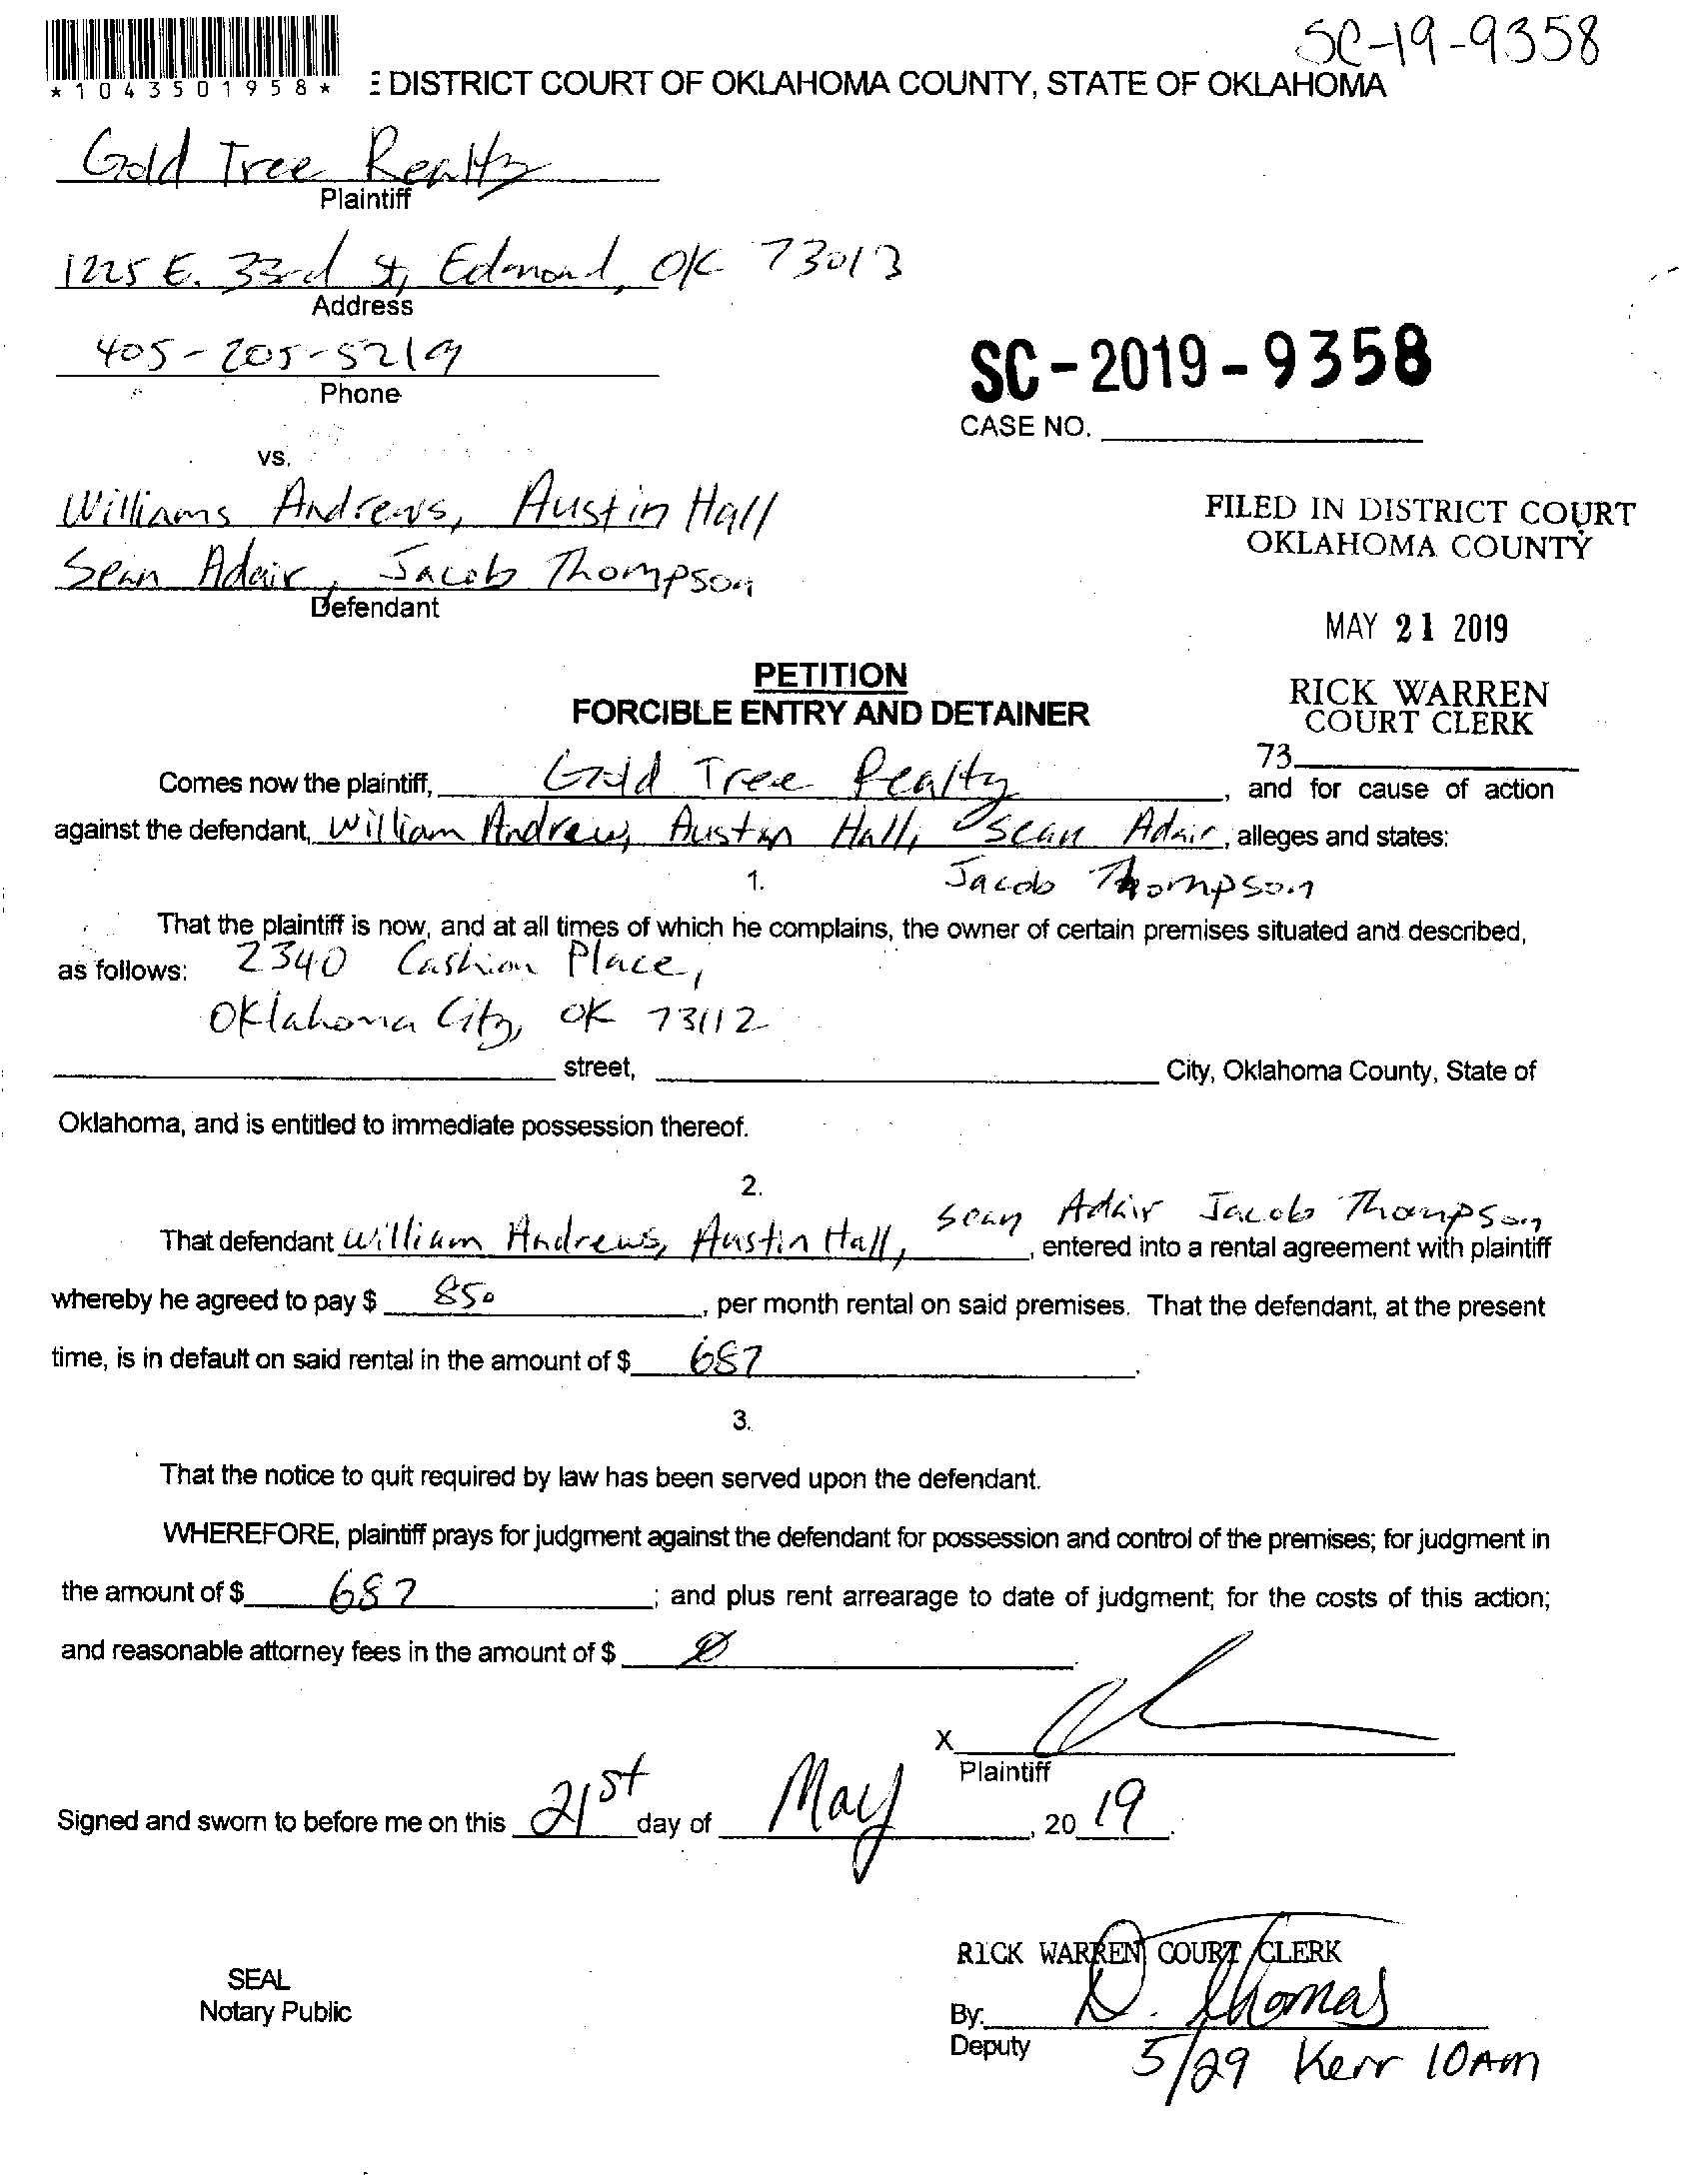 SC-19-9358
*1043501958*
E DISTRICT COURT OF OKLAHOMA COUNTY, STATE OF OKLAHOMA
Gold Tree Realty
Plaintiff
1225 E. 33rd St, Edmond, OK 73013
Address
405-205-5219
Phone
SC-2019-9358
CASE NO.
vs.
Williams Andrews, Austin Hall
Sean Adair, Jacob Thompson
Defendant
FILED IN DISTRICT COURT
OKLAHOMA COUNTY
MAY 21 2019
RICK WARREN
COURT CLERK
73
PETITION
FORCIBLE ENTRY AND DETAINER
Comes now the plaintiff, Gold Tree Realty, and for cause of action
against the defendant, William Andrews, Austin Hall, Sean Adair, alleges and states:
Jacob Thompson
1.
That the plaintiff is now, and at all times of which he complains, the owner of certain premises situated and described,
as follows: 2340 Cashion Place,
Oklahoma City, OK 73112
street, City, Oklahoma County, State of
Oklahoma, and is entitled to immediate possession thereof.
2.
That defendant William Andrews, Austin Hall, Sean Adair Jacob Thompson, entered into a rental agreement with plaintiff
whereby he agreed to pay $ 850, per month rental on said premises. That the defendant, at the present
time, is in default on said rental in the amount of $ 687.
3.
That the notice to quit required by law has been served upon the defendant.
WHEREFORE, plaintiff prays for judgment against the defendant for possession and control of the premises; for judgment in
the amount of $ 687; and plus rent arrearage to date of judgment; for the costs of this action;
and reasonable attorney fees in the amount of $ Ø.
X
Plaintiff
Signed and sworn to before me on this 21st day of May, 20 19.
RICK WARREN COURT CLERK
SEAL
Notary Public
By: D. Thomas
Deputy
5/29 Kerr 10AM